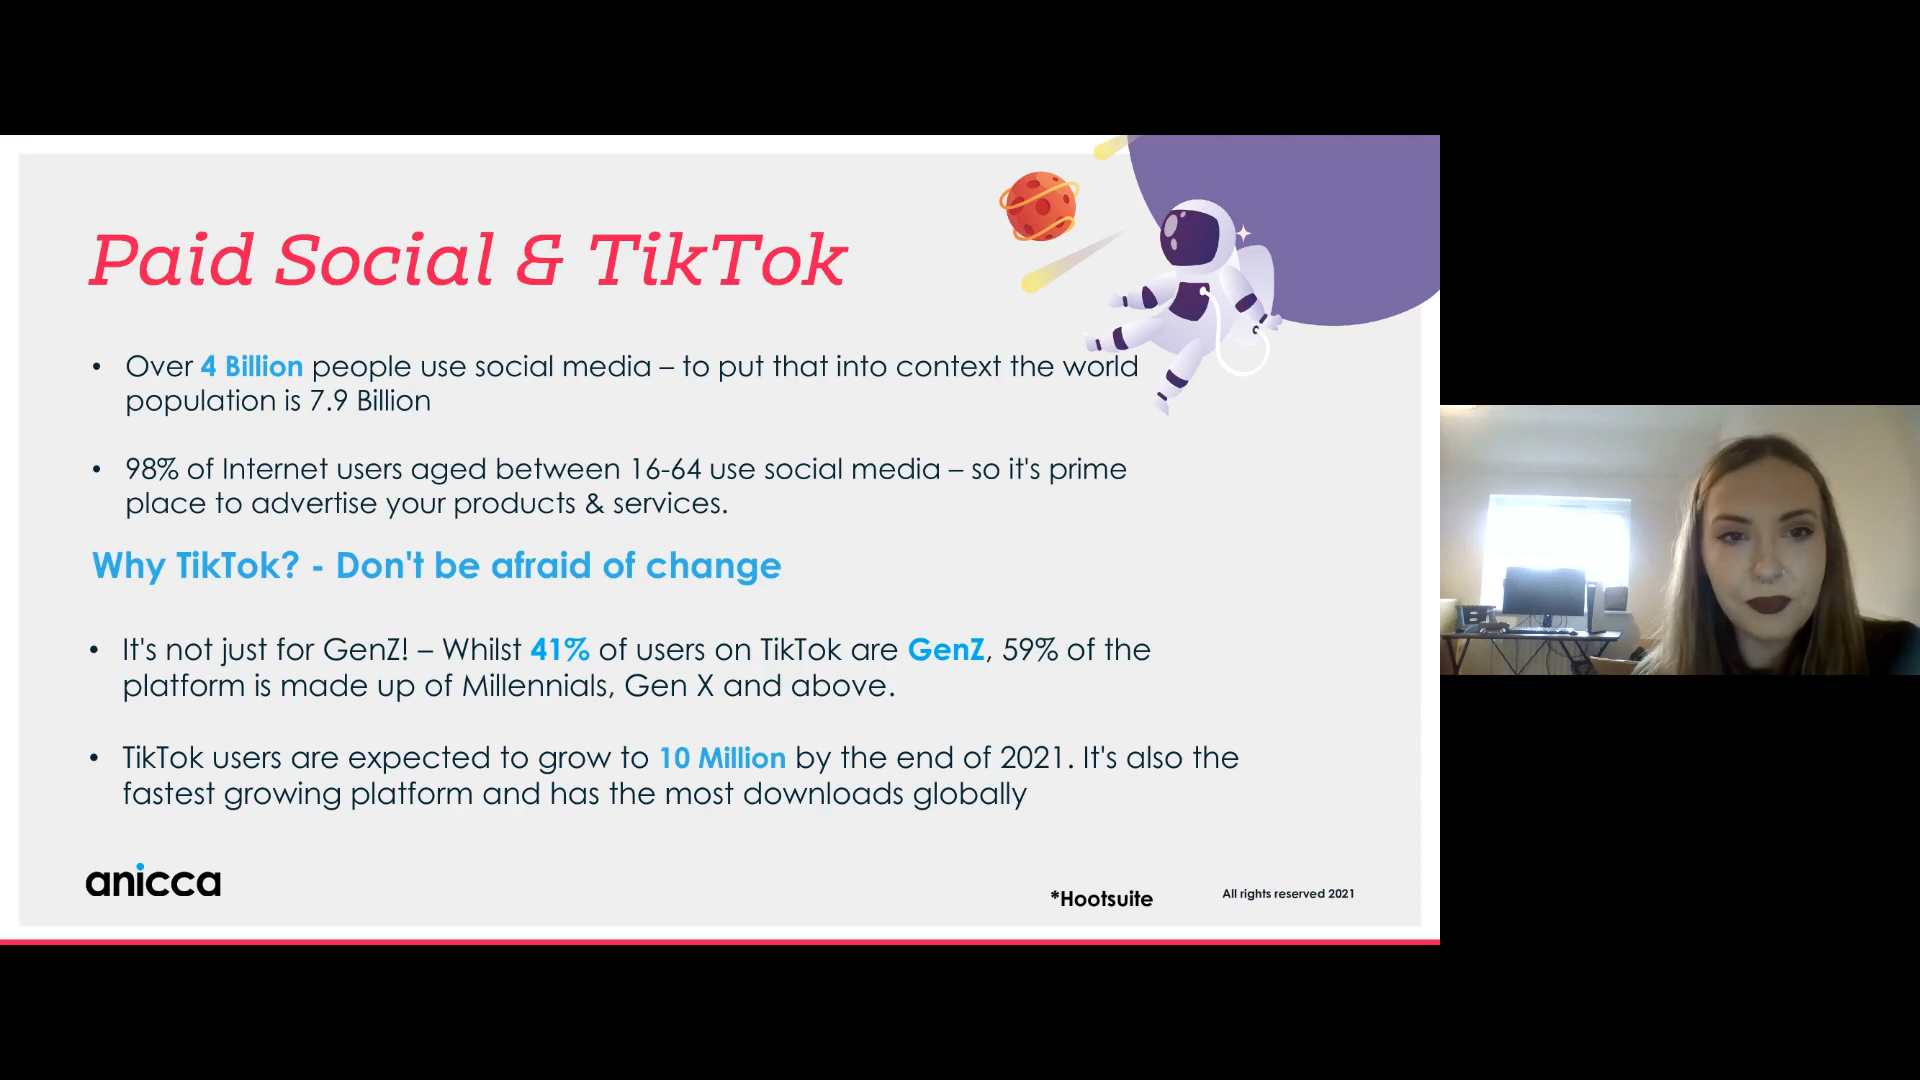 Paid Social & TikTok
• Over 4 Billion people use social media – to put that into context the world
population is 7.9 Billion
• 98% of Internet users aged between 16-64 use social media – so it's prime
place to advertise your products & services.
Why TikTok? - Don't be afraid of change
• It's not just for GenZ! – Whilst 41% of users on TikTok are GenZ, 59% of the
platform is made up of Millennials, Gen X and above.
• TikTok users are expected to grow to 10 Million by the end of 2021. It's also the
fastest growing platform and has the most downloads globally
anicca
*Hootsuite
All rights reserved 2021